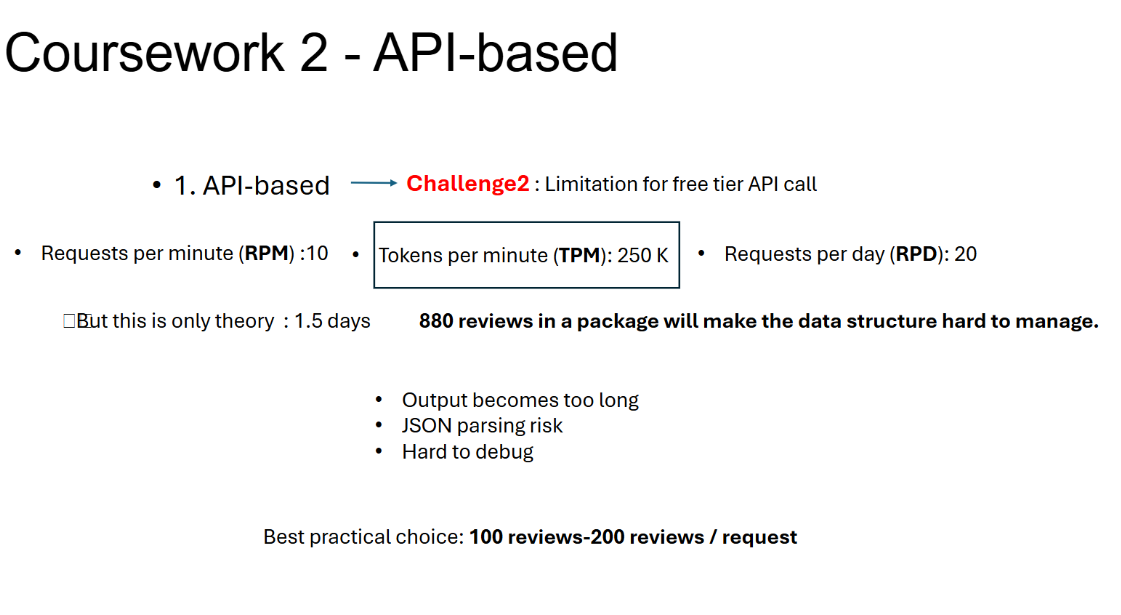 Coursework 2 - API-based
• 1. API-based → Challenge2 : Limitation for free tier API call
• Requests per minute (RPM) :10 • Tokens per minute (TPM): 250 K • Requests per day (RPD): 20
But this is only theory : 1.5 days 880 reviews in a package will make the data structure hard to manage.
• Output becomes too long
• JSON parsing risk
• Hard to debug
Best practical choice: 100 reviews-200 reviews / request